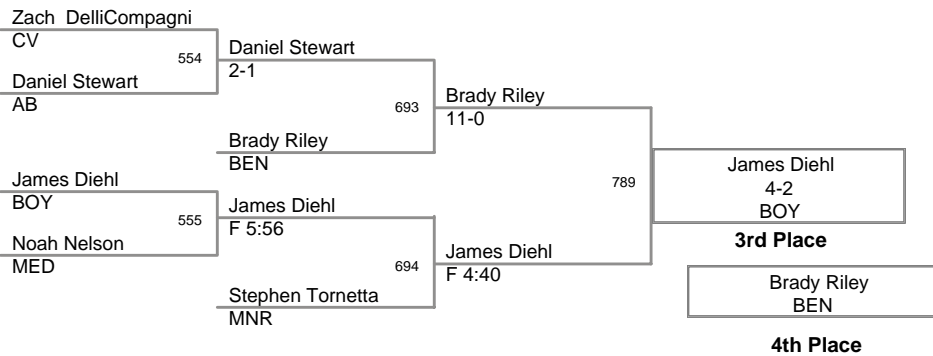 Zach DelliCompagni
CV
554
Daniel Stewart
AB
Daniel Stewart
2-1
693
Brady Riley
BEN
Brady Riley
11-0
James Diehl
BOY
555
Noah Nelson
MED
James Diehl
F 5:56
694
Stephen Tornetta
MNR
James Diehl
F 4:40
789
James Diehl
4-2
BOY
3rd Place
Brady Riley
BEN
4th Place